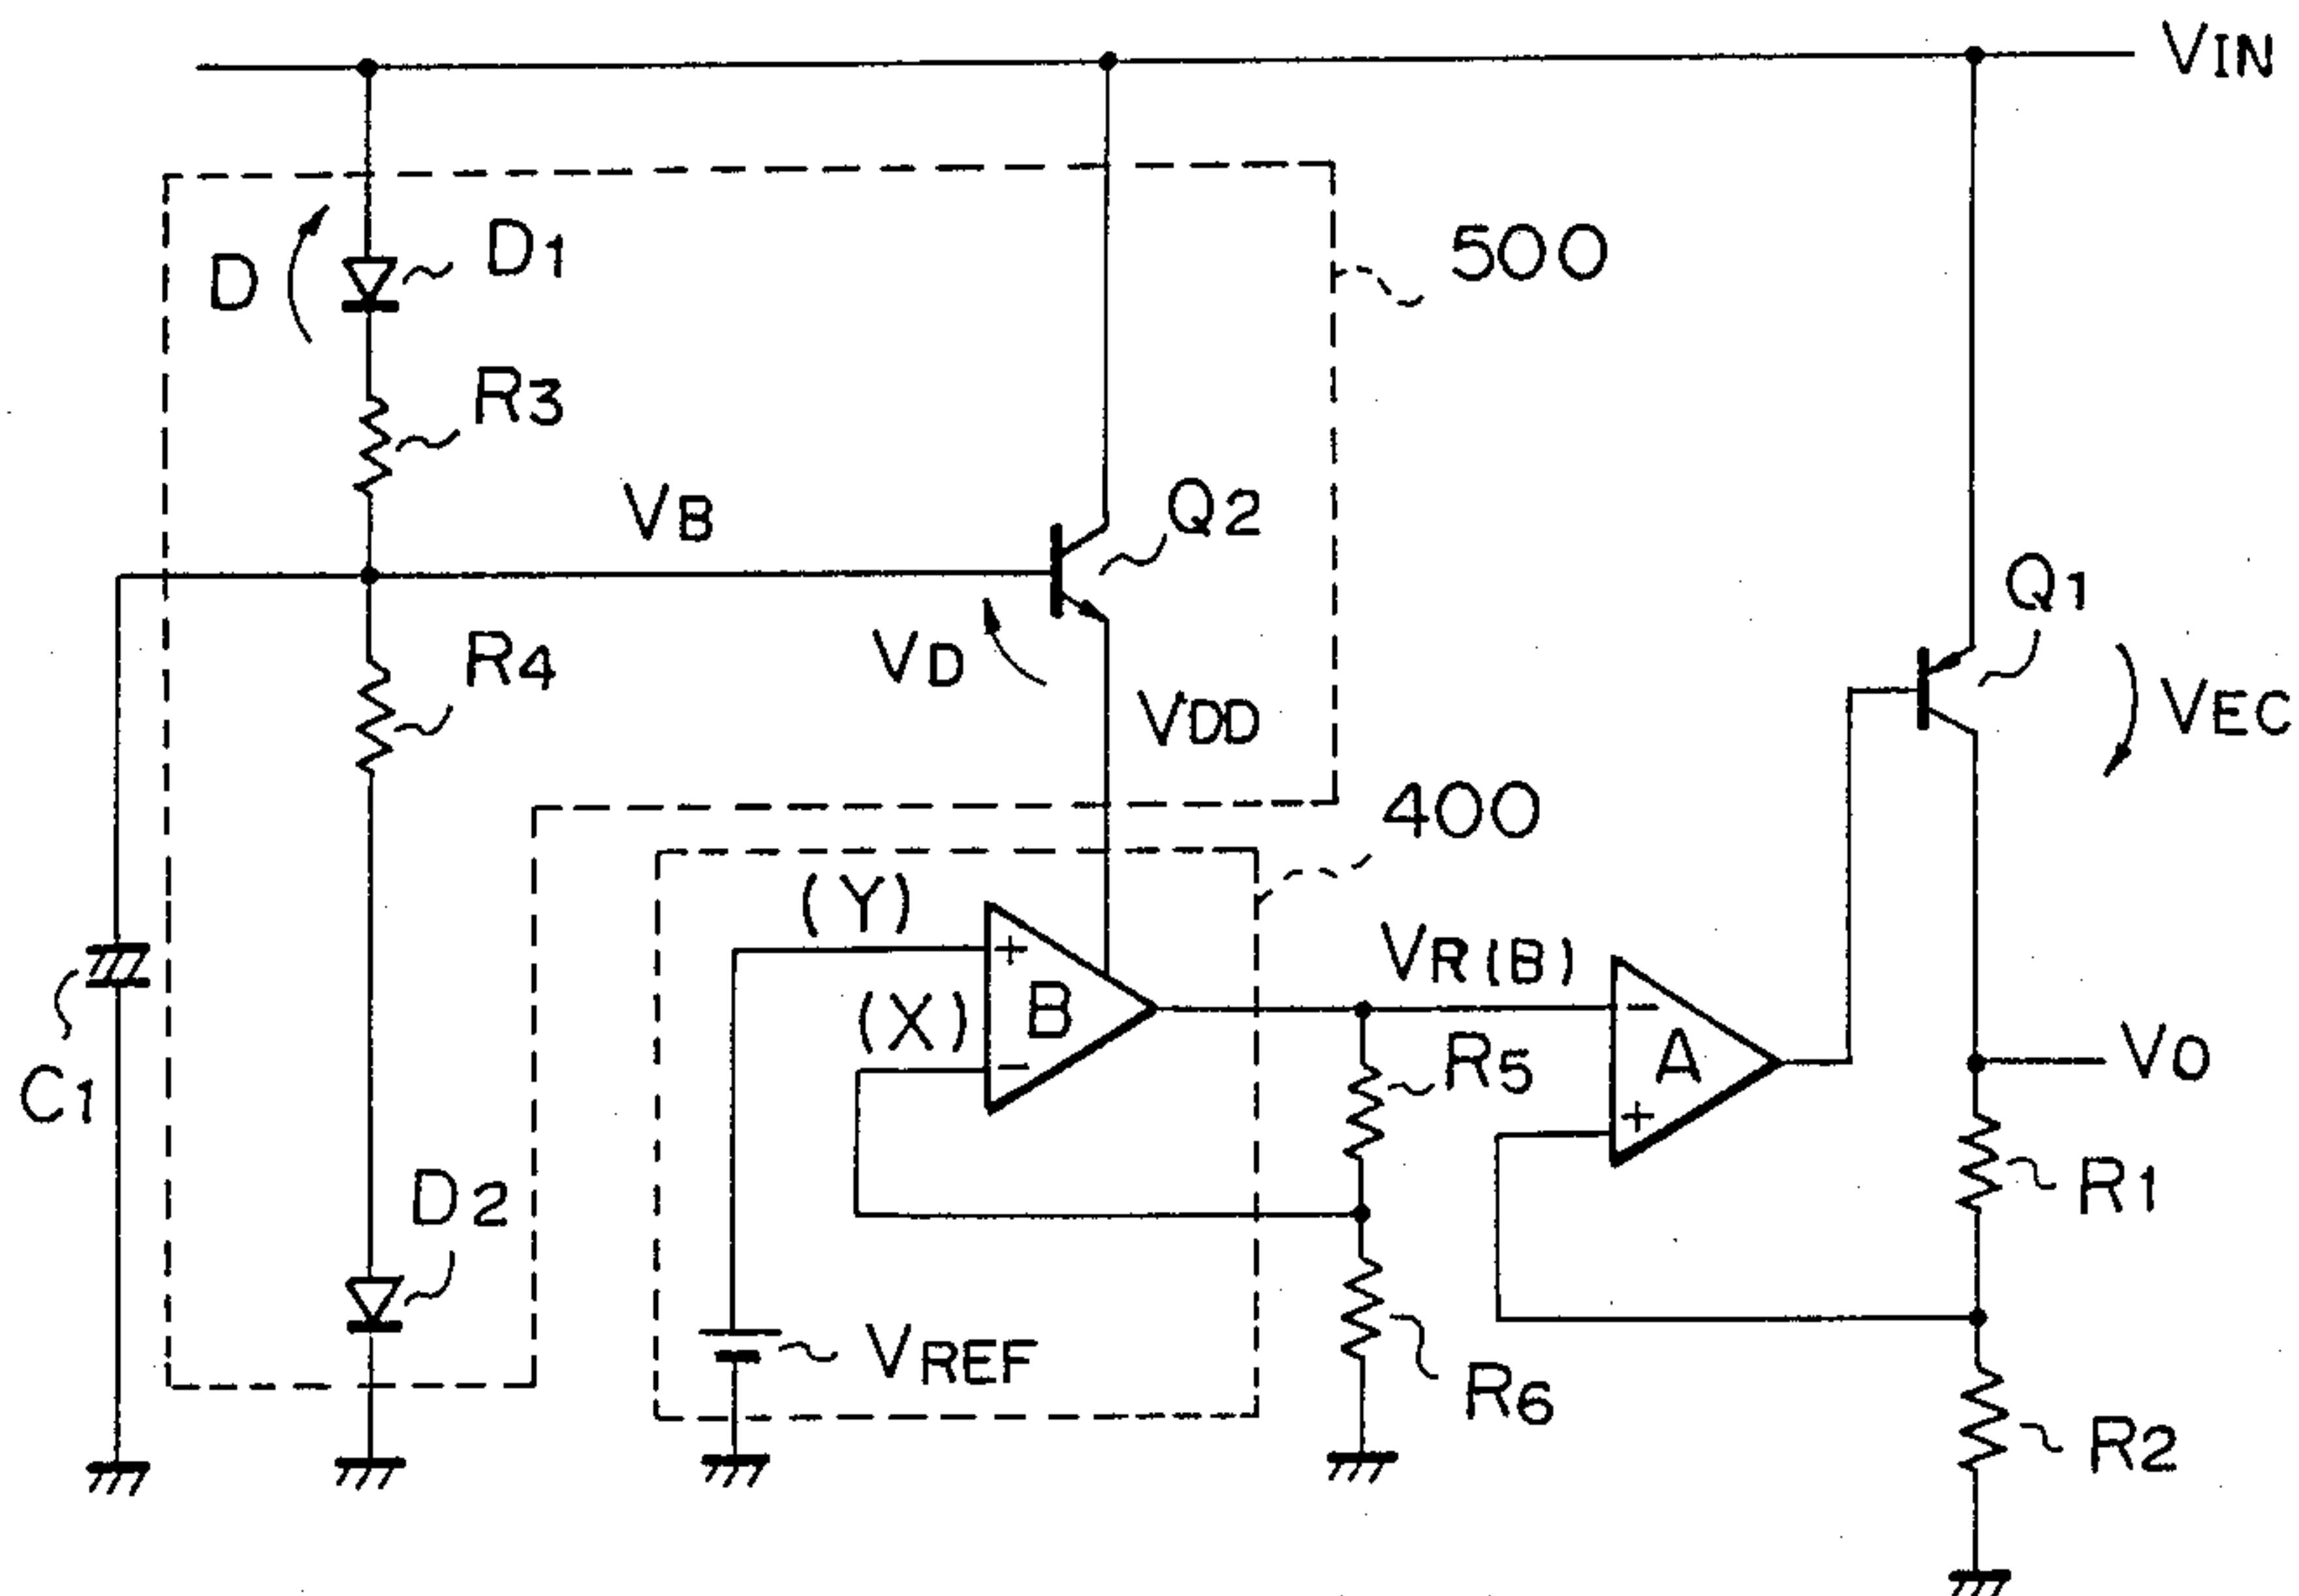 VIN
D
D1
500
R3
VB
Q2
Q1
R4
VD
VDD
VEC
400
(Y)
+
VR(B)
-
(X)
B
R5
A
VO
-
+
C1
R1
D2
VREF
R6
R2